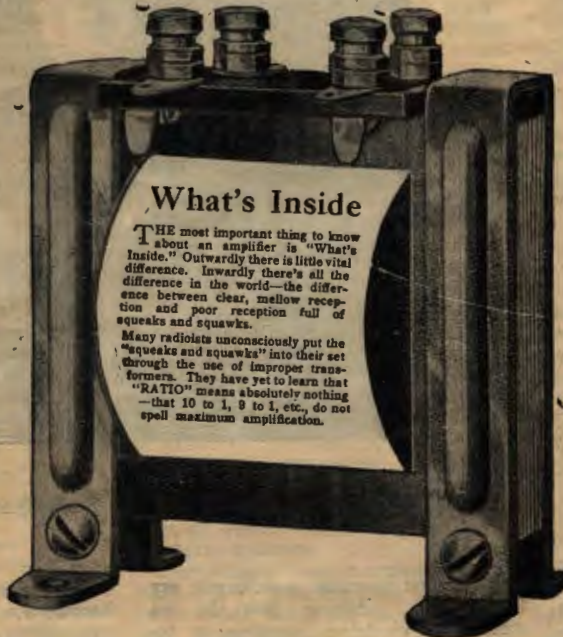 What's Inside
THE most important thing to know
about an amplifier is "What's
Inside." Outwardly there is little vital
difference. Inwardly there's all the
difference in the world—the differ-
ence between clear, mellow recep-
tion and poor reception full of
squeaks and squawks.
Many radioists unconsciously put the
"squeaks and squawks" into their set
through the use of improper trans-
formers. They have yet to learn that
"RATIO" means absolutely nothing
—that 10 to 1, 9 to 1, etc., do not
spell maximum amplification.